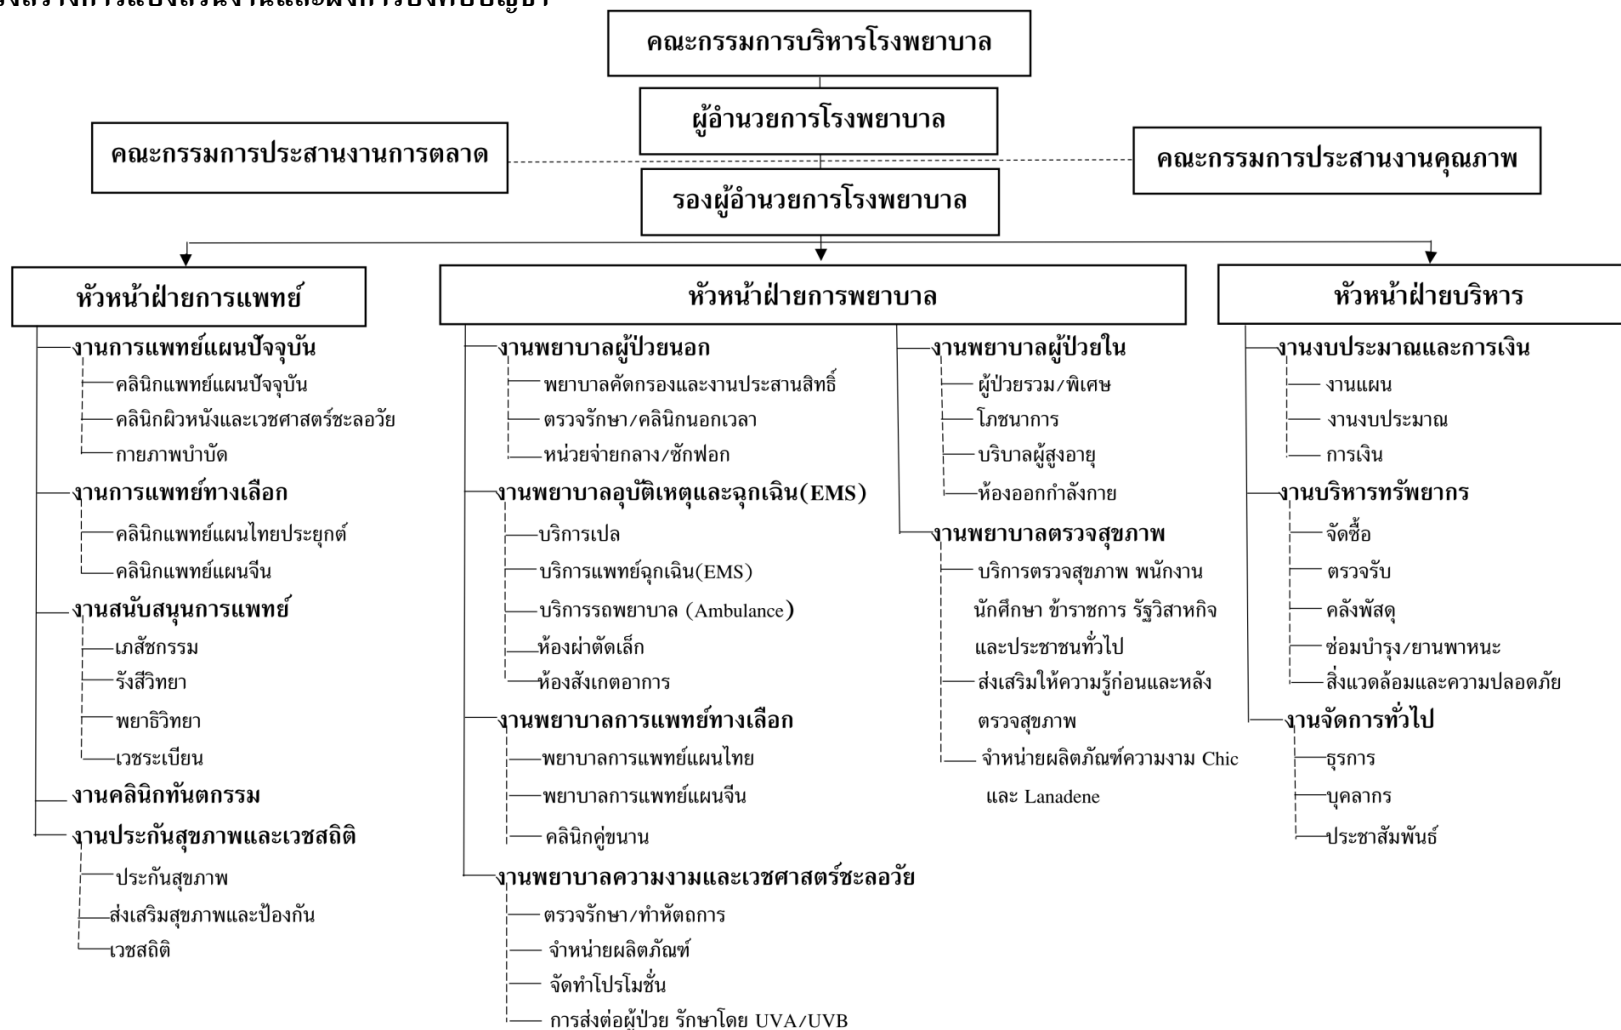 คณะกรรมการบริหารโรงพยาบาล
ผู้อำนวยการโรงพยาบาล
คณะกรรมการประสานงานการตลาด
คณะกรรมการประสานงานคุณภาพ
รองผู้อำนวยการโรงพยาบาล
หัวหน้าฝ่ายการแพทย์
งานการแพทย์แผนปัจจุบัน
คลินิกแพทย์แผนปัจจุบัน
คลินิกผิวหนังและเวชศาสตร์ชะลอวัย
กายภาพบำบัด
งานการแพทย์ทางเลือก
คลินิกแพทย์แผนไทยประยุกต์
คลินิกแพทย์แผนจีน
งานสนับสนุนการแพทย์
เภสัชกรรม
รังสีวิทยา
พยาธิวิทยา
เวชระเบียน
งานคลินิกทันตกรรม
งานประกันสุขภาพและเวชสถิติ
ประกันสุขภาพ
ส่งเสริมสุขภาพและป้องกัน
เวชสถิติ
หัวหน้าฝ่ายการพยาบาล
งานพยาบาลผู้ป่วยนอก
พยาบาลคัดกรองและงานประสานสิทธิ์
ตรวจรักษา/คลินิกนอกเวลา
หน่วยจ่ายกลาง/ซักฟอก
งานพยาบาลอุบัติเหตุและฉุกเฉิน(EMS)
บริการเปล
บริการแพทย์ฉุกเฉิน(EMS)
บริการรถพยาบาล (Ambulance)
ห้องผ่าตัดเล็ก
ห้องสังเกตอาการ
งานพยาบาลการแพทย์ทางเลือก
พยาบาลการแพทย์แผนไทย
พยาบาลการแพทย์แผนจีน
คลินิกคู่ขนาน
งานพยาบาลความงามและเวชศาสตร์ชะลอวัย
ตรวจรักษา/ทำหัตถการ
จำหน่ายผลิตภัณฑ์
จัดทำโปรโมชั่น
การส่งต่อผู้ป่วย รักษาโดย UVA/UVB
งานพยาบาลผู้ป่วยใน
ผู้ป่วยรวม/พิเศษ
โภชนาการ
บริบาลผู้สูงอายุ
ห้องออกกำลังกาย
งานพยาบาลตรวจสุขภาพ
บริการตรวจสุขภาพ พนักงาน
นักศึกษา ข้าราชการ รัฐวิสาหกิจ
และประชาชนทั่วไป
ส่งเสริมให้ความรู้ก่อนและหลัง
ตรวจสุขภาพ
จำหน่ายผลิตภัณฑ์ความงาม Chic
และ Lanadene
หัวหน้าฝ่ายบริหาร
งานงบประมาณและการเงิน
งานแผน
งานงบประมาณ
การเงิน
งานบริหารทรัพยากร
จัดซื้อ
ตรวจรับ
คลังพัสดุ
ซ่อมบำรุง/ยานพาหนะ
สิ่งแวดล้อมและความปลอดภัย
งานจัดการทั่วไป
ธุรการ
บุคลากร
ประชาสัมพันธ์